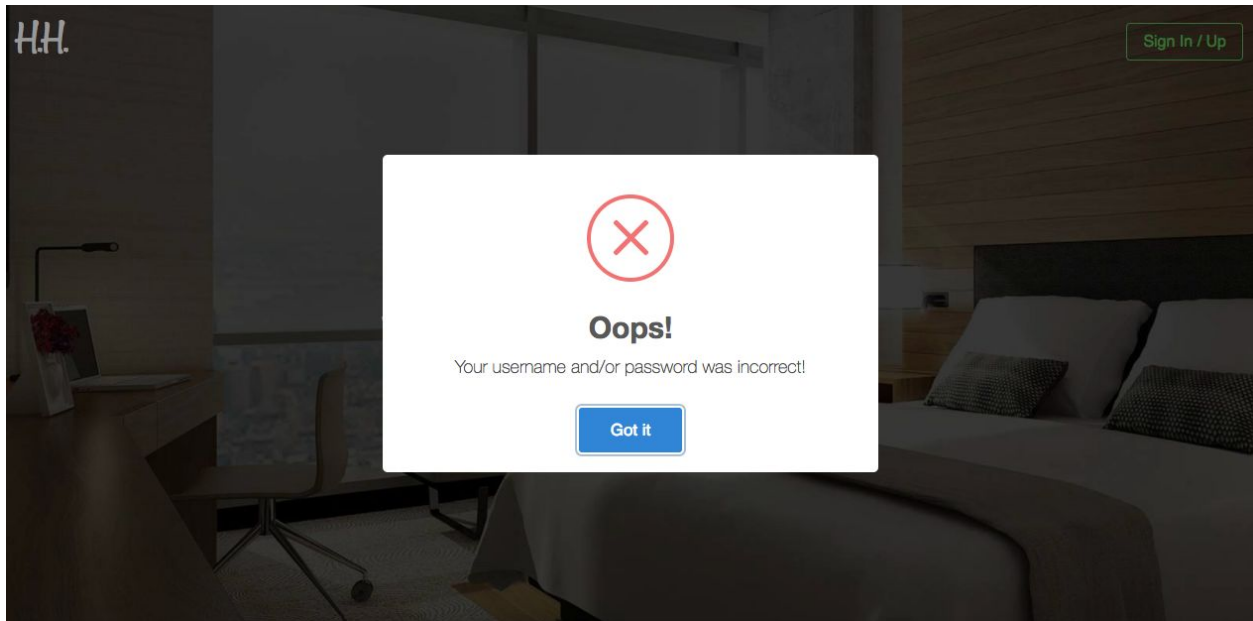 H.H.
Sign In / Up
Oops!
Your username and/or password was incorrect!
Got it